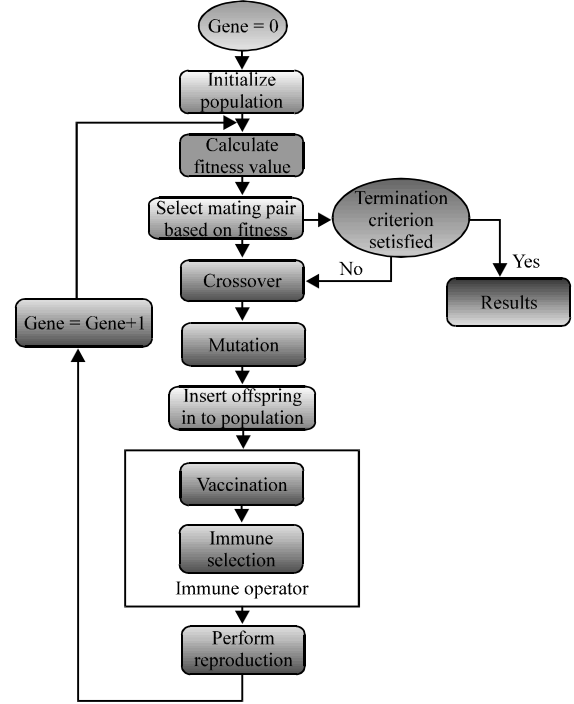 Gene = 0
Initialize
population
Calculate
fitness value
Select mating pair
based on fitness
Termination
criterion
setisfied
No
Yes
Crossover
Results
Gene = Gene+1
Mutation
Insert offspring
in to population
Vaccination
Immune
selection
Immune operator
Perform
reproduction